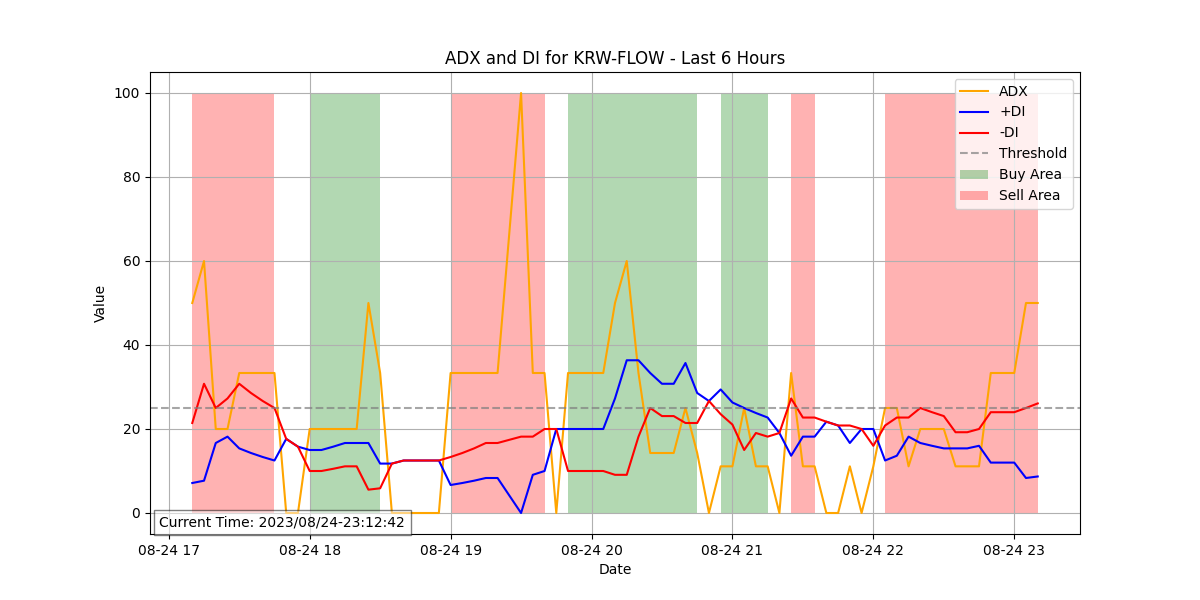 ADX and DI for KRW-FLOW - Last 6 Hours
100
80
60
40
20
0
Value
ADX
+DI
-DI
Threshold
Buy Area
Sell Area
Current Time: 2023/08/24-23:12:42
08-24 17
08-24 18
08-24 19
08-24 20
08-24 21
08-24 22
08-24 23
Date